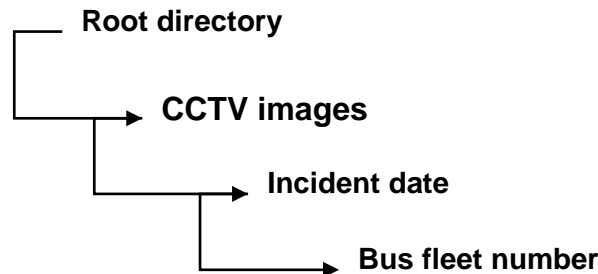 Root directory
CCTV images
Incident date
Bus fleet number